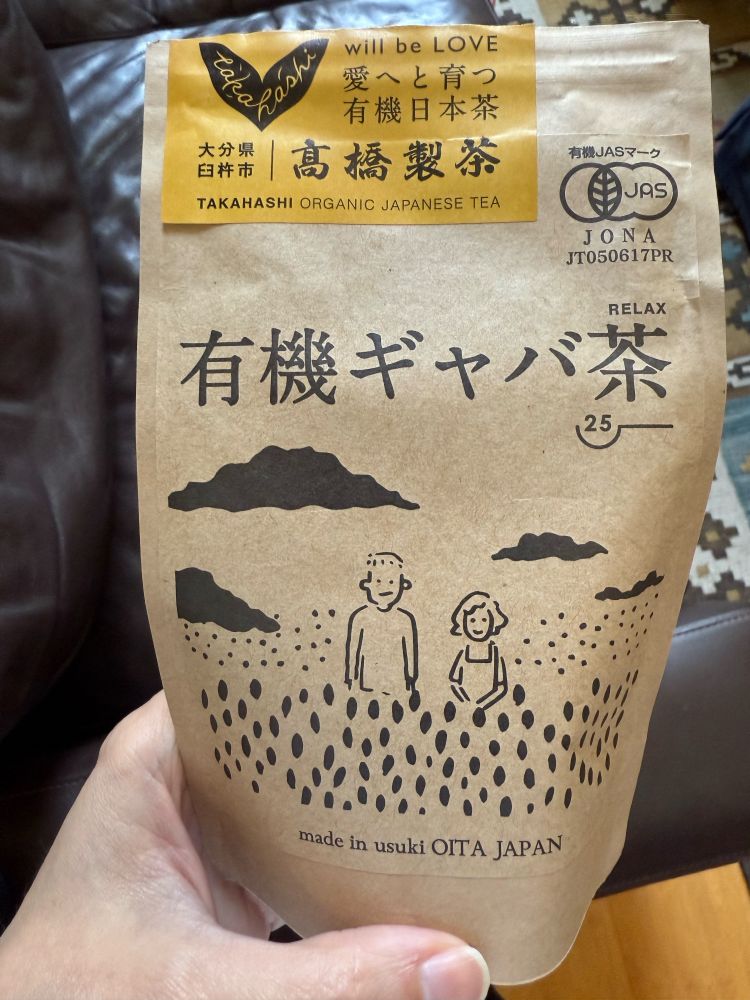 takahashi
will be LOVE
愛へと育つ
有機日本茶
大分県
臼杵市
髙橋製茶
TAKAHASHI ORGANIC JAPANESE TEA
有機JASマーク
JAS
JONA
JT050617PR
RELAX
有機ギャバ茶
25
made in usuki OITA JAPAN